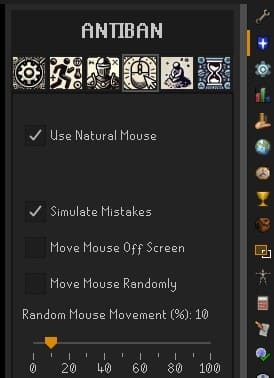 ANTIBAN
Use Natural Mouse
Simulate Mistakes
Move Mouse Off Screen
Move Mouse Randomly
Random Mouse Movement (%): 10
0 20 40 60 80 100